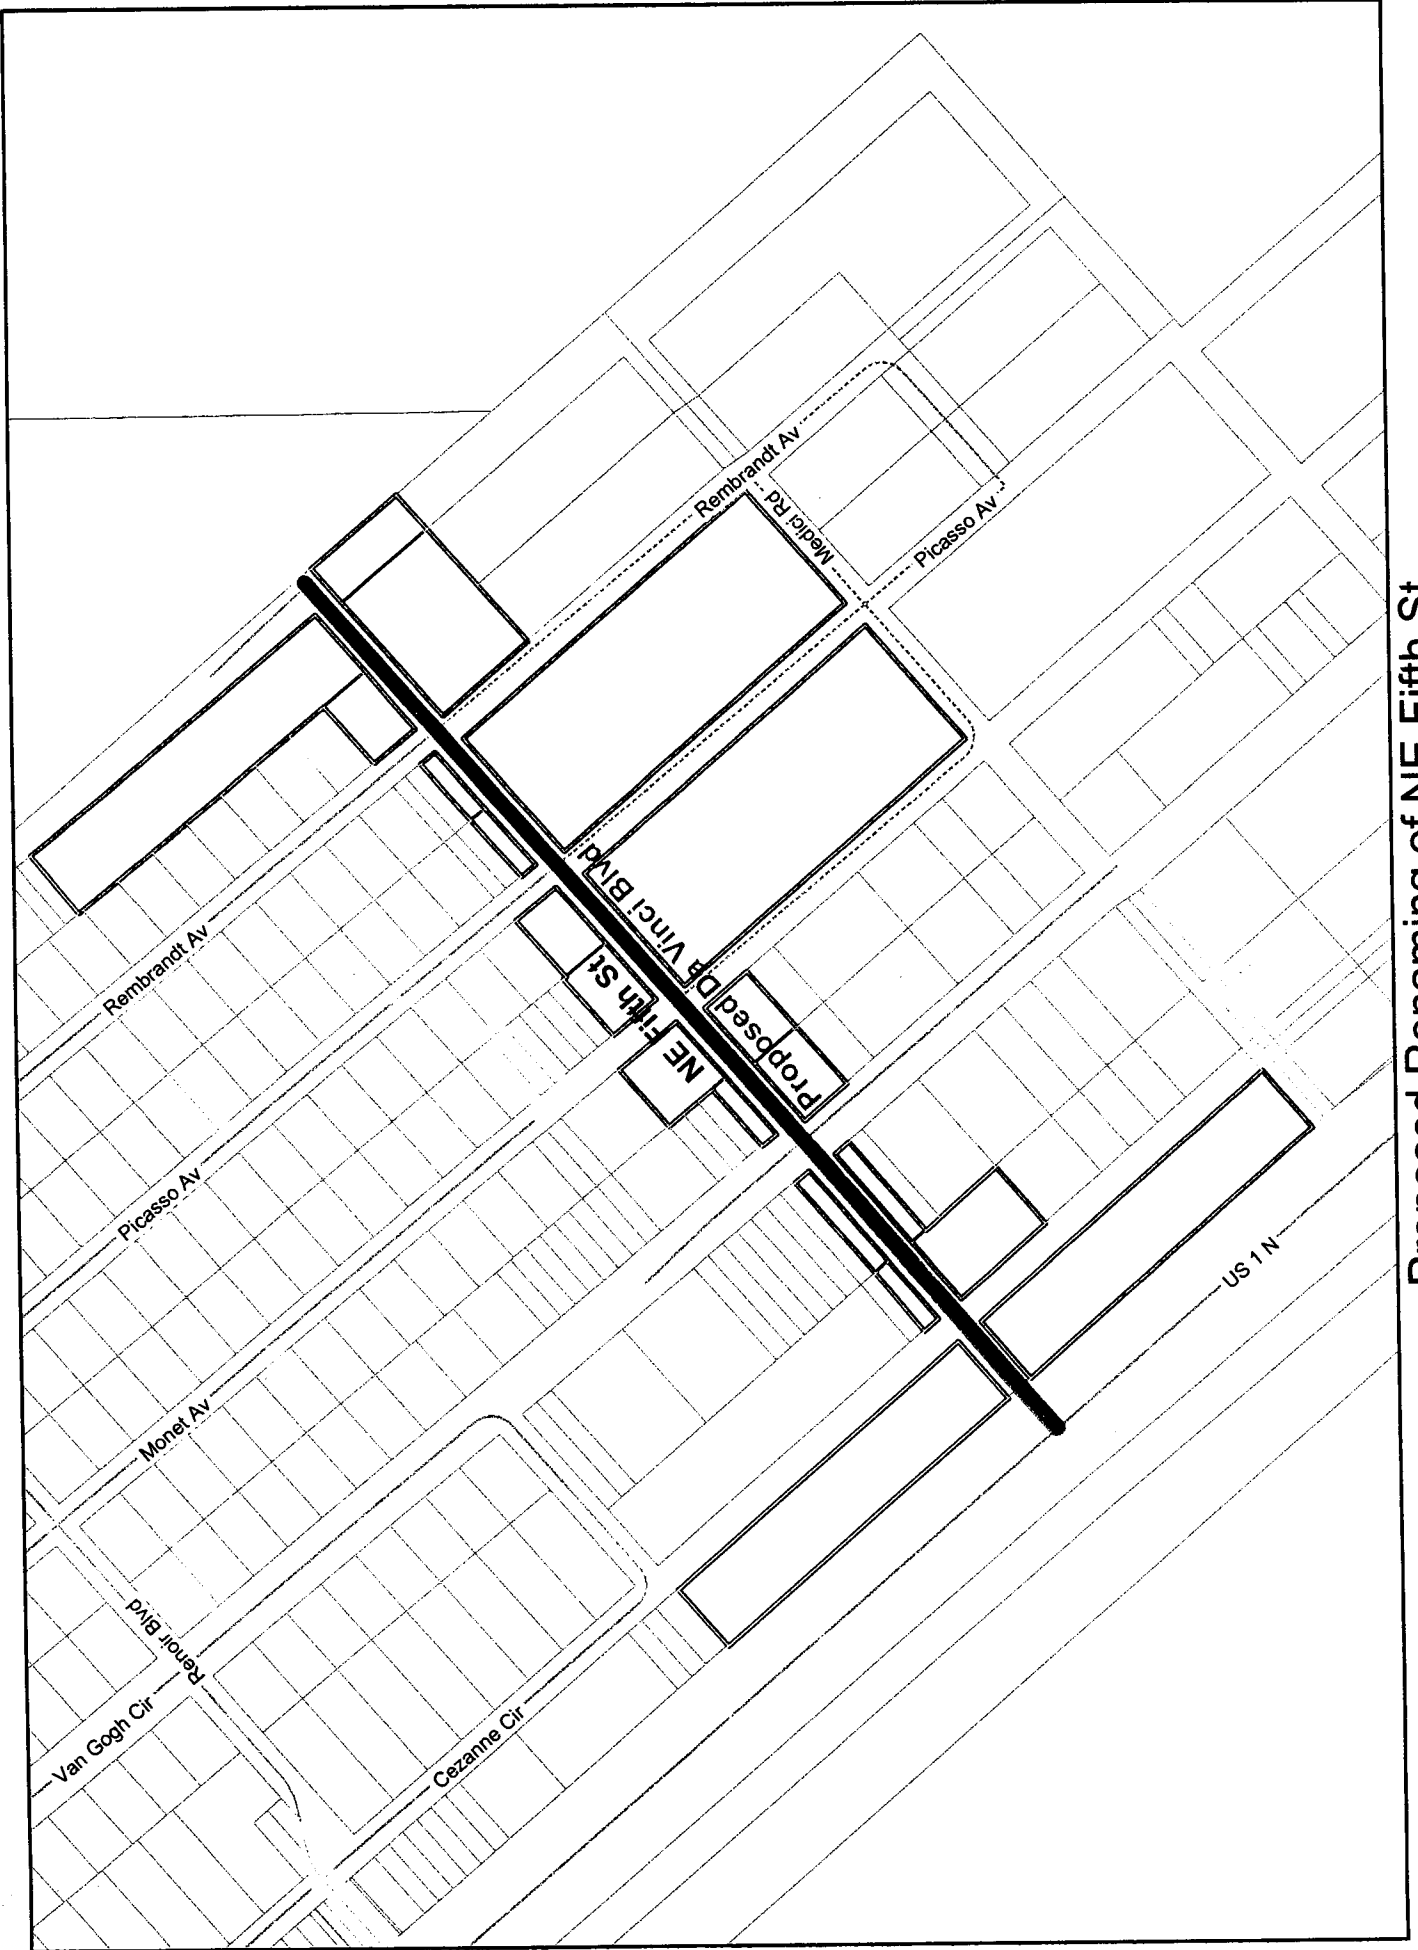 Rembrandt Av
Medici Rd
Picasso Av
Rembrandt Av
NE Fifth St
Proposed Da Vinci Blvd
Picasso Av
Monet Av
US 1 N
Renoir Blvd
Van Gogh Cir
Cezanne Cir
Proposed Renaming of NE Fifth St